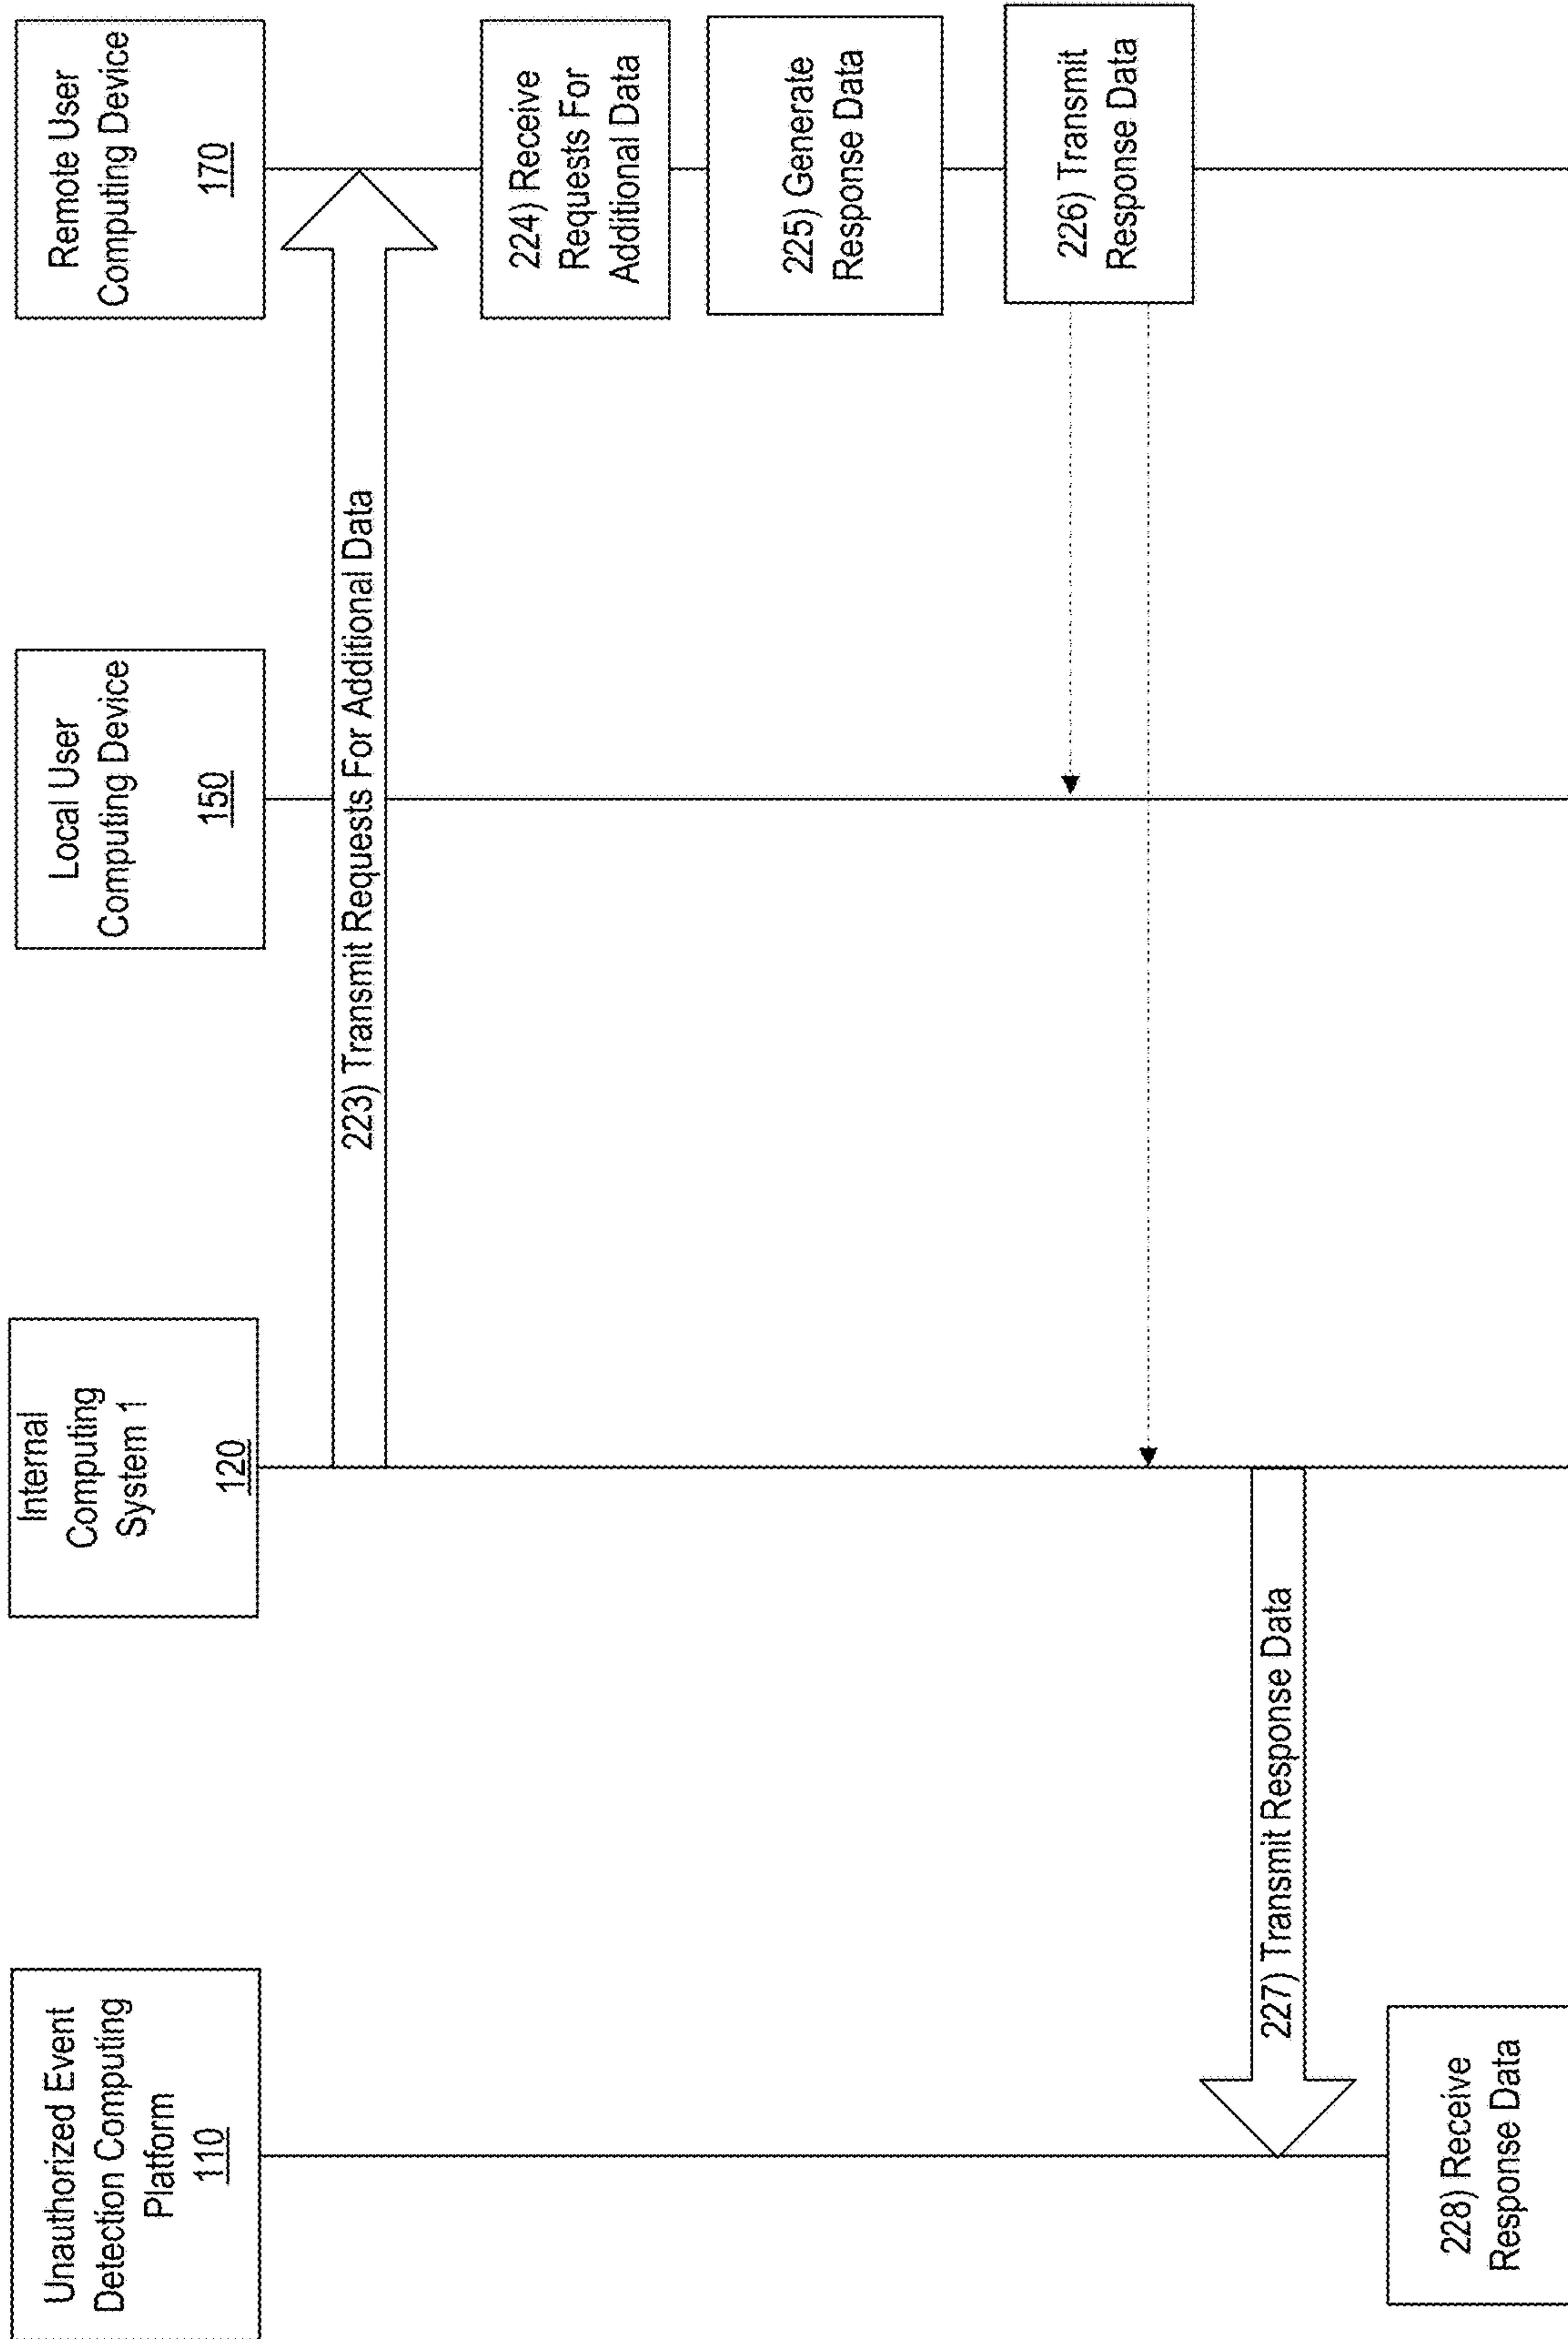 Unauthorized Event
Detection Computing
Platform
110
Internal
Computing
System 1
120
Local User
Computing Device
150
Remote User
Computing Device
170
223) Transmit Requests For Additional Data
224) Receive
Requests For
Additional Data
225) Generate
Response Data
226) Transmit
Response Data
227) Transmit Response Data
228) Receive
Response Data